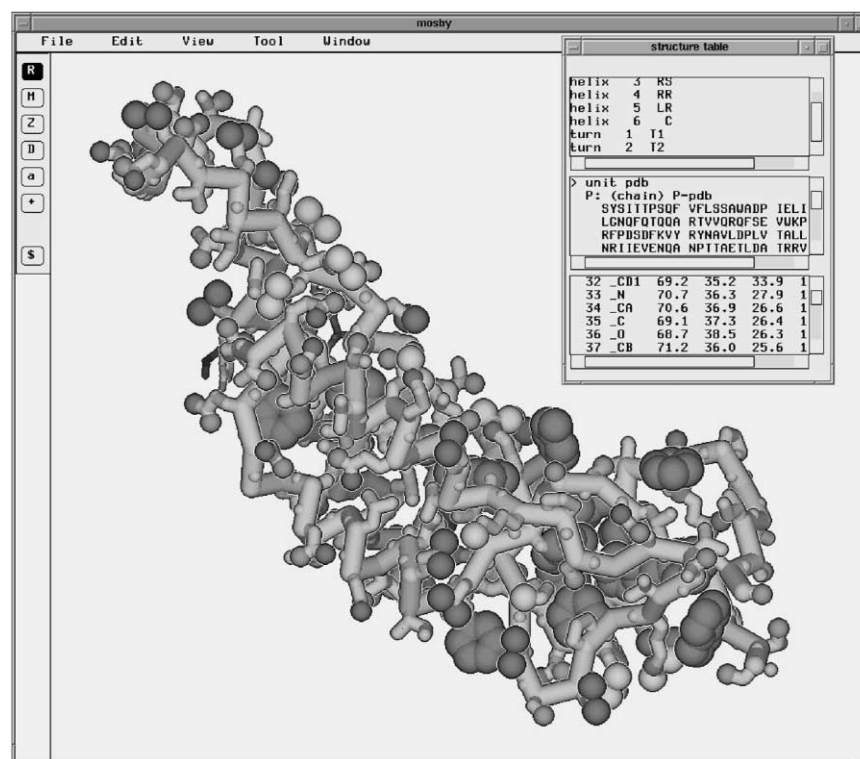 mosby
File Edit View Tool Window
R
M
Z
D
a
+
$
structure table
helix 3 RS
helix 4 RR
helix 5 LR
helix 6 C
turn 1 T1
turn 2 T2
> unit pdb
P: (chain) P-pdb
SYSITTPSQF VFLSSAWADP IELI
LGNQFQTQQA RTVVQRQFSE VWKP
RFPDSDFKVY RYNAVLDPLV TALL
NRIIEVENQA NPTTAETLDA TRRV
32 _CD1 69.2 35.2 33.9 1
33 _N 70.7 36.3 27.9 1
34 _CA 70.6 36.9 26.6 1
35 _C 69.1 37.3 26.4 1
36 _O 68.7 38.5 26.3 1
37 _CB 71.2 36.0 25.6 1